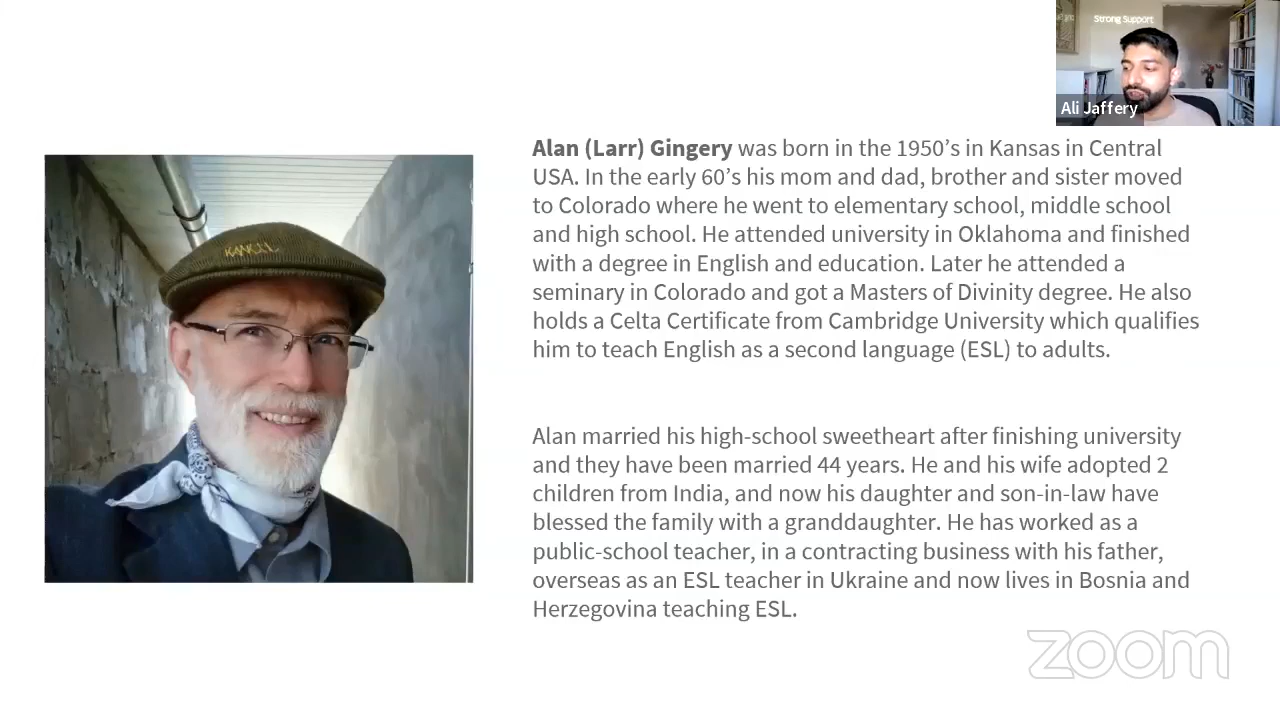 Strong Support
Ali Jaffery
Alan (Larr) Gingery was born in the 1950’s in Kansas in Central
USA. In the early 60’s his mom and dad, brother and sister moved
to Colorado where he went to elementary school, middle school
and high school. He attended university in Oklahoma and finished
with a degree in English and education. Later he attended a
seminary in Colorado and got a Masters of Divinity degree. He also
holds a Celta Certificate from Cambridge University which qualifies
him to teach English as a second language (ESL) to adults.
Alan married his high-school sweetheart after finishing university
and they have been married 44 years. He and his wife adopted 2
children from India, and now his daughter and son-in-law have
blessed the family with a granddaughter. He has worked as a
public-school teacher, in a contracting business with his father,
overseas as an ESL teacher in Ukraine and now lives in Bosnia and
Herzegovina teaching ESL.
zoom